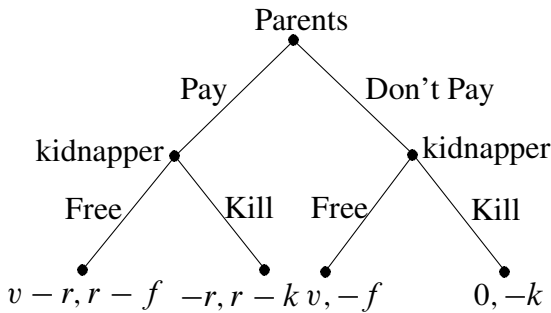 Parents
Pay Don't Pay
kidnapper kidnapper
Free Kill Free Kill
v − r, r − f −r, r − k v, −f 0, −k